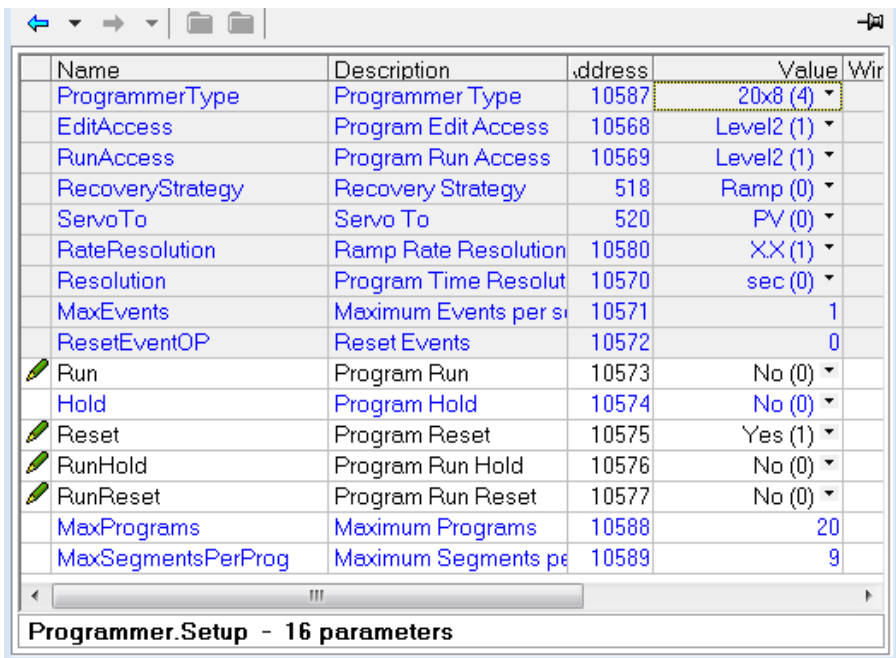 Name Description ddress Value Wir
ProgrammerType Programmer Type 10587 20x8 (4)
EditAccess Program Edit Access 10568 Level2 (1)
RunAccess Program Run Access 10569 Level2 (1)
RecoveryStrategy Recovery Strategy 518 Ramp (0)
ServoTo Servo To 520 PV (0)
RateResolution Ramp Rate Resolution 10580 X.X (1)
Resolution Program Time Resolut 10570 sec (0)
MaxEvents Maximum Events per s 10571 1
ResetEventOP Reset Events 10572 0
Run Program Run 10573 No (0)
Hold Program Hold 10574 No (0)
Reset Program Reset 10575 Yes (1)
RunHold Program Run Hold 10576 No (0)
RunReset Program Run Reset 10577 No (0)
MaxPrograms Maximum Programs 10588 20
MaxSegmentsPerProg Maximum Segments pe 10589 9
Programmer.Setup - 16 parameters